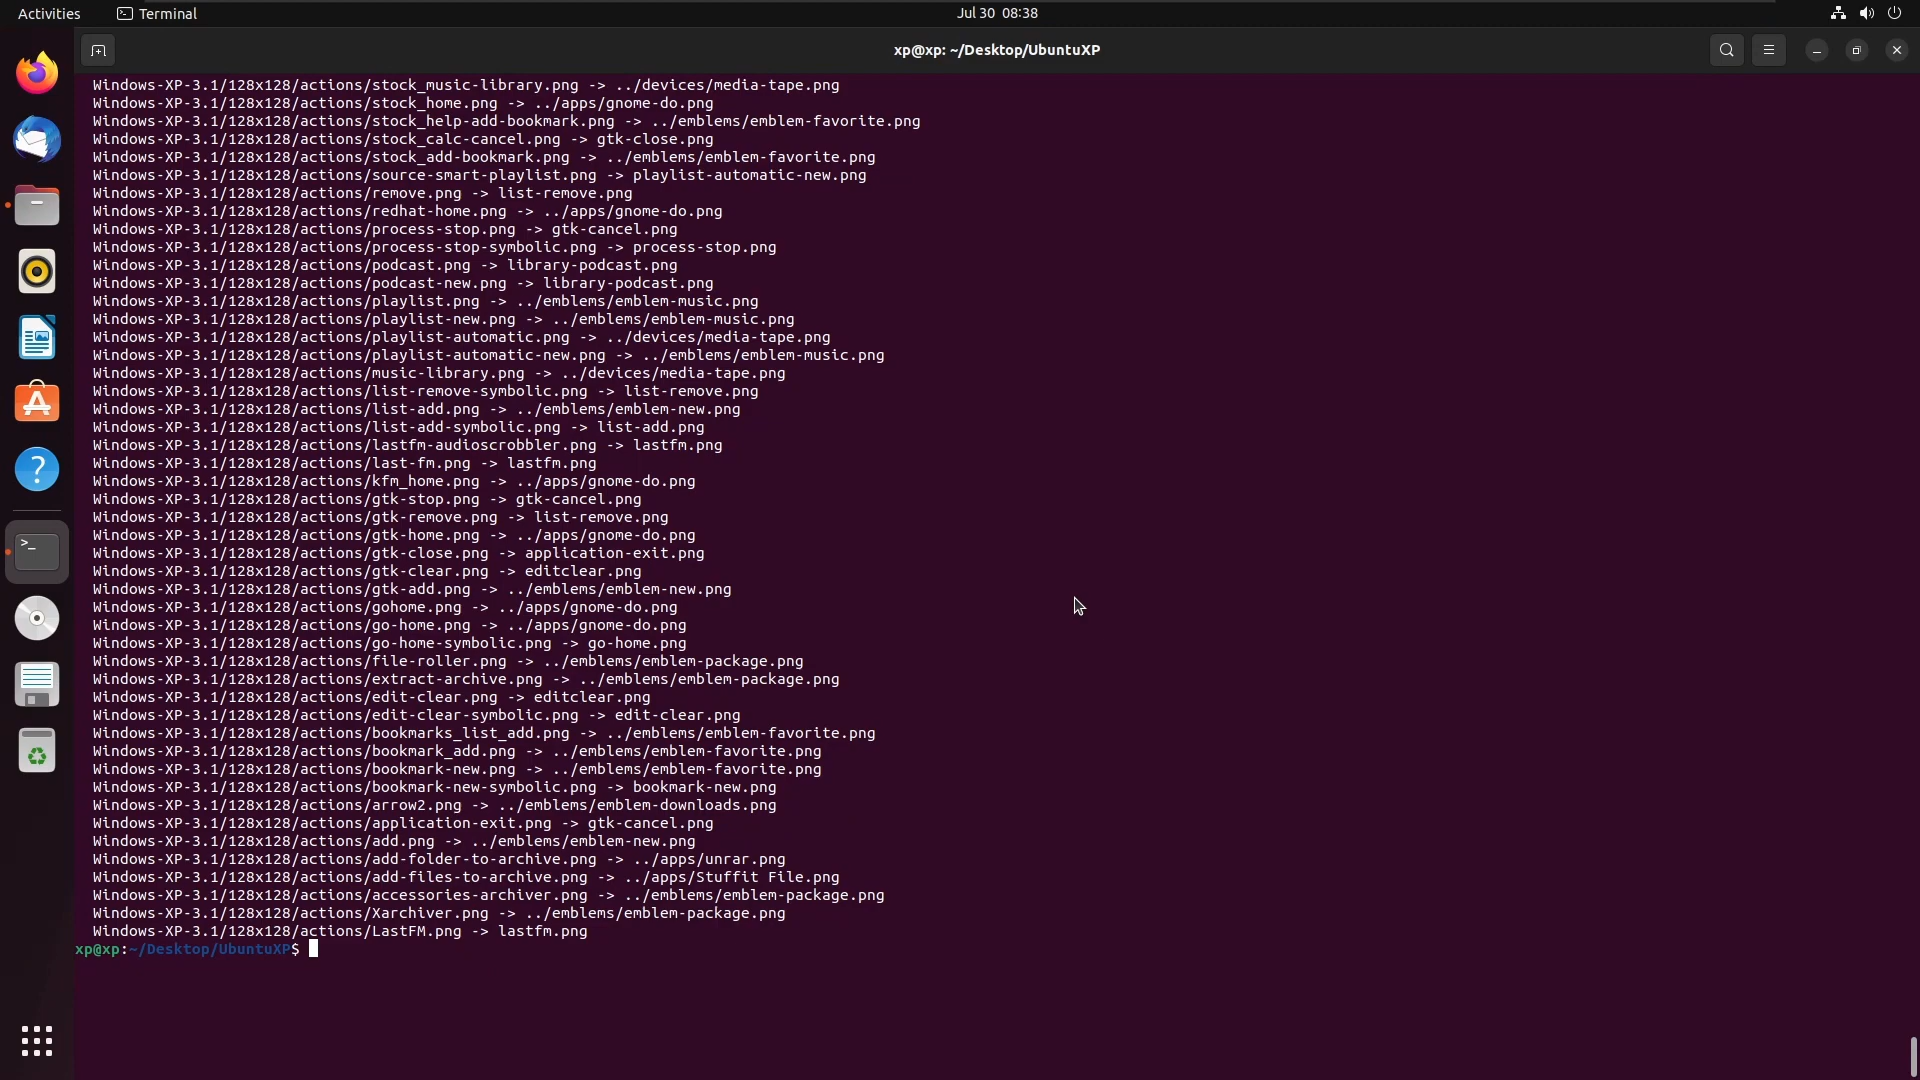 Activities
Terminal
Jul 30 08:38
xp@xp: ~/Desktop/UbuntuXP
Windows-XP-3.1/128x128/actions/stock_music-library.png -> ../devices/media-tape.png
Windows-XP-3.1/128x128/actions/stock_home.png -> ../apps/gnome-do.png
Windows-XP-3.1/128x128/actions/stock_help-add-bookmark.png -> ../emblems/emblem-favorite.png
Windows-XP-3.1/128x128/actions/stock_calc-cancel.png -> gtk-close.png
Windows-XP-3.1/128x128/actions/stock_add-bookmark.png -> ../emblems/emblem-favorite.png
Windows-XP-3.1/128x128/actions/source-smart-playlist.png -> playlist-automatic-new.png
Windows-XP-3.1/128x128/actions/remove.png -> list-remove.png
Windows-XP-3.1/128x128/actions/redhat-home.png -> ../apps/gnome-do.png
Windows-XP-3.1/128x128/actions/process-stop.png -> gtk-cancel.png
Windows-XP-3.1/128x128/actions/process-stop-symbolic.png -> process-stop.png
Windows-XP-3.1/128x128/actions/podcast.png -> library-podcast.png
Windows-XP-3.1/128x128/actions/podcast-new.png -> library-podcast.png
Windows-XP-3.1/128x128/actions/playlist.png -> ../emblems/emblem-music.png
Windows-XP-3.1/128x128/actions/playlist-new.png -> ../emblems/emblem-music.png
Windows-XP-3.1/128x128/actions/playlist-automatic.png -> ../devices/media-tape.png
Windows-XP-3.1/128x128/actions/playlist-automatic-new.png -> ../emblems/emblem-music.png
Windows-XP-3.1/128x128/actions/music-library.png -> ../devices/media-tape.png
Windows-XP-3.1/128x128/actions/list-remove-symbolic.png -> list-remove.png
Windows-XP-3.1/128x128/actions/list-add.png -> ../emblems/emblem-new.png
Windows-XP-3.1/128x128/actions/list-add-symbolic.png -> list-add.png
Windows-XP-3.1/128x128/actions/lastfm-audioscrobbler.png -> lastfm.png
Windows-XP-3.1/128x128/actions/last-fm.png -> lastfm.png
Windows-XP-3.1/128x128/actions/kfm_home.png -> ../apps/gnome-do.png
Windows-XP-3.1/128x128/actions/gtk-stop.png -> gtk-cancel.png
Windows-XP-3.1/128x128/actions/gtk-remove.png -> list-remove.png
Windows-XP-3.1/128x128/actions/gtk-home.png -> ../apps/gnome-do.png
Windows-XP-3.1/128x128/actions/gtk-close.png -> application-exit.png
Windows-XP-3.1/128x128/actions/gtk-clear.png -> editclear.png
Windows-XP-3.1/128x128/actions/gtk-add.png -> ../emblems/emblem-new.png
Windows-XP-3.1/128x128/actions/gohome.png -> ../apps/gnome-do.png
Windows-XP-3.1/128x128/actions/go-home.png -> ../apps/gnome-do.png
Windows-XP-3.1/128x128/actions/go-home-symbolic.png -> go-home.png
Windows-XP-3.1/128x128/actions/file-roller.png -> ../emblems/emblem-package.png
Windows-XP-3.1/128x128/actions/extract-archive.png -> ../emblems/emblem-package.png
Windows-XP-3.1/128x128/actions/edit-clear.png -> editclear.png
Windows-XP-3.1/128x128/actions/edit-clear-symbolic.png -> edit-clear.png
Windows-XP-3.1/128x128/actions/bookmarks_list_add.png -> ../emblems/emblem-favorite.png
Windows-XP-3.1/128x128/actions/bookmark_add.png -> ../emblems/emblem-favorite.png
Windows-XP-3.1/128x128/actions/bookmark-new.png -> ../emblems/emblem-favorite.png
Windows-XP-3.1/128x128/actions/bookmark-new-symbolic.png -> bookmark-new.png
Windows-XP-3.1/128x128/actions/arrow2.png -> ../emblems/emblem-downloads.png
Windows-XP-3.1/128x128/actions/application-exit.png -> gtk-cancel.png
Windows-XP-3.1/128x128/actions/add.png -> ../emblems/emblem-new.png
Windows-XP-3.1/128x128/actions/add-folder-to-archive.png -> ../apps/unrar.png
Windows-XP-3.1/128x128/actions/add-files-to-archive.png -> ../apps/Stuffit File.png
Windows-XP-3.1/128x128/actions/accessories-archiver.png -> ../emblems/emblem-package.png
Windows-XP-3.1/128x128/actions/Xarchiver.png -> ../emblems/emblem-package.png
Windows-XP-3.1/128x128/actions/LastFM.png -> lastfm.png
xp@xp:~/Desktop/UbuntuXP$